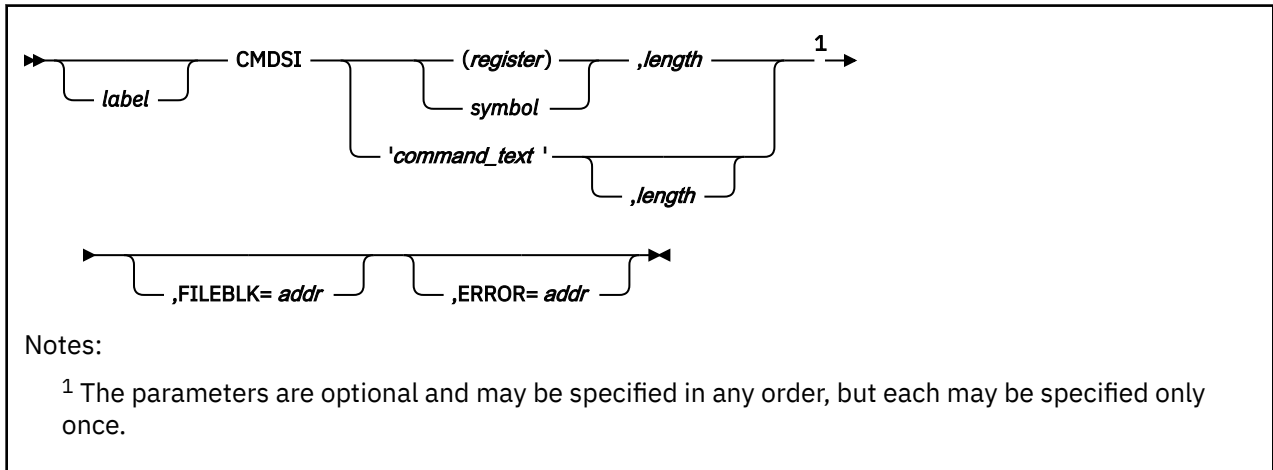 1
CMDSI (register) ,length
label symbol
'command_text '
,length
,FILEBLK= addr ,ERROR= addr
Notes:
1 The parameters are optional and may be specified in any order, but each may be specified only
once.